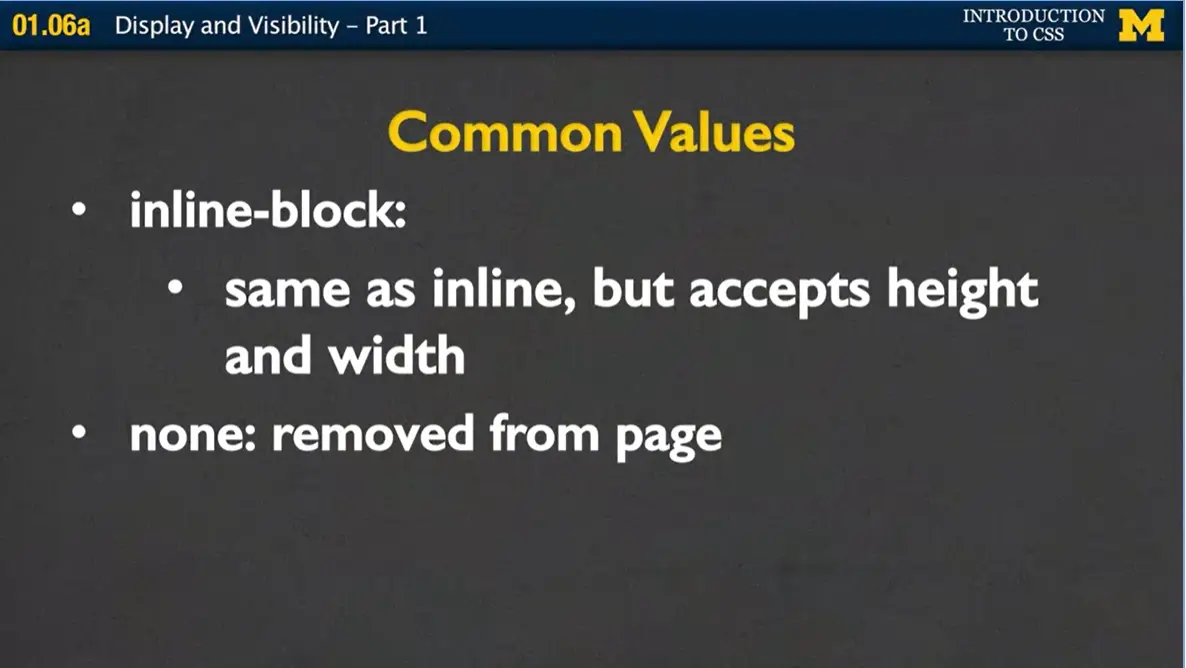 01.06a Display and Visibility – Part 1
INTRODUCTION
TO CSS
M
Common Values
• inline-block:
• same as inline, but accepts height
and width
• none: removed from page